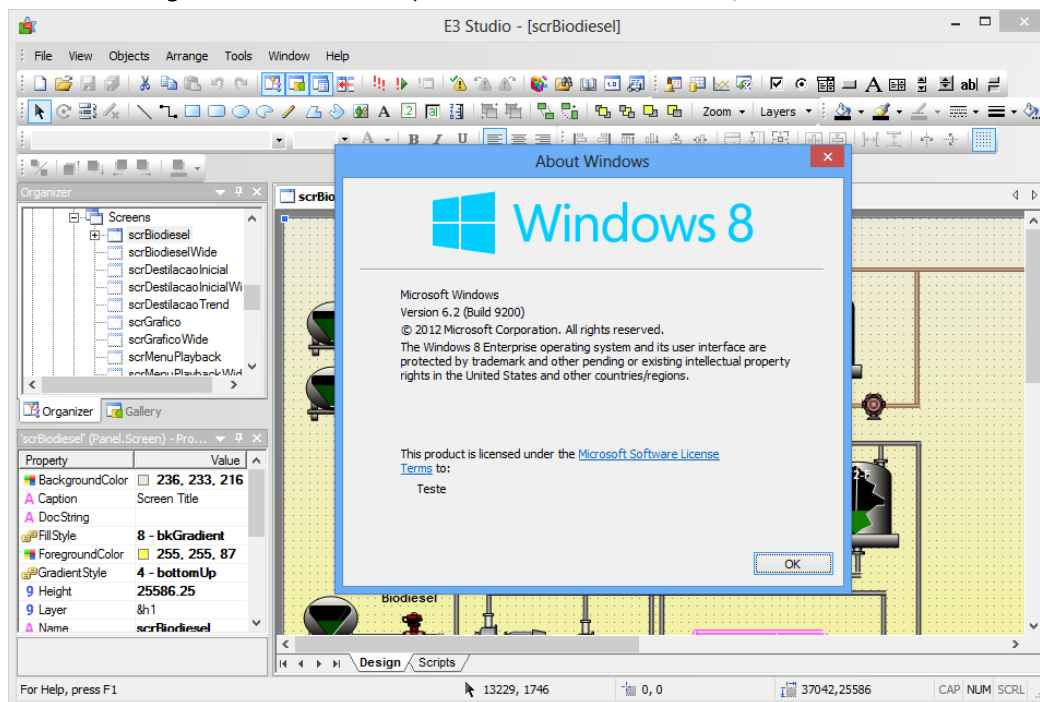 E3 Studio - [scrBiodiesel]
File View Objects Arrange Tools Window Help
Zoom Layers
A B I U
Organizer
Screens
scrBiodiesel
scrBiodieselWide
scrDestilacaoInicial
scrDestilacaoInicialWi
scrDestilacaoTrend
scrGrafico
scrGraficoWide
scrMenuPlayback
scrMenuPlaybackWid
Organizer Gallery
'scrBiodiesel' (Panel.Screen) - Pro...
Property Value
BackgroundColor 236, 233, 216
Caption Screen Title
DocString
FillStyle 8 - bkGradient
ForegroundColor 255, 255, 87
GradientStyle 4 - bottomUp
Height 25586.25
Layer &h1
Name scrBiodiesel
scrBio
About Windows
Windows 8
Microsoft Windows
Version 6.2 (Build 9200)
© 2012 Microsoft Corporation. All rights reserved.
The Windows 8 Enterprise operating system and its user interface are
protected by trademark and other pending or existing intellectual property
rights in the United States and other countries/regions.
This product is licensed under the Microsoft Software License
Terms to:
Teste
OK
Biodiesel
Design Scripts
For Help, press F1
13229, 1746
0, 0
37042,25586
CAP NUM SCRL